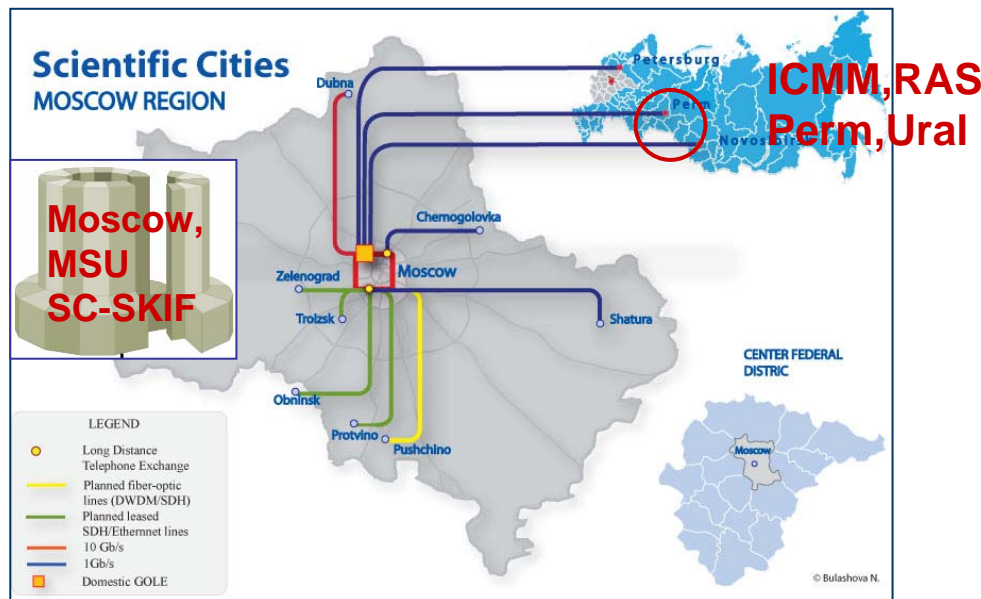 Scientific Cities
MOSCOW REGION
Dubna
Petersburg
Perm
Novossibirsk
ICMM,RAS
Perm,Ural
Moscow,
MSU
SC-SKIF
Chernogolovka
Zelenograd
Moscow
Troizsk
Shatura
Obninsk
Protvino
Pushchino
CENTER FEDERAL
DISTRIC
Moscow
LEGEND
Long Distance
Telephone Exchange
Planned fiber-optic
lines (DWDM/SDH)
Planned leased
SDH/Ethernnet lines
10 Gb/s
1Gb/s
Domestic GOLE
© Bulashova N.